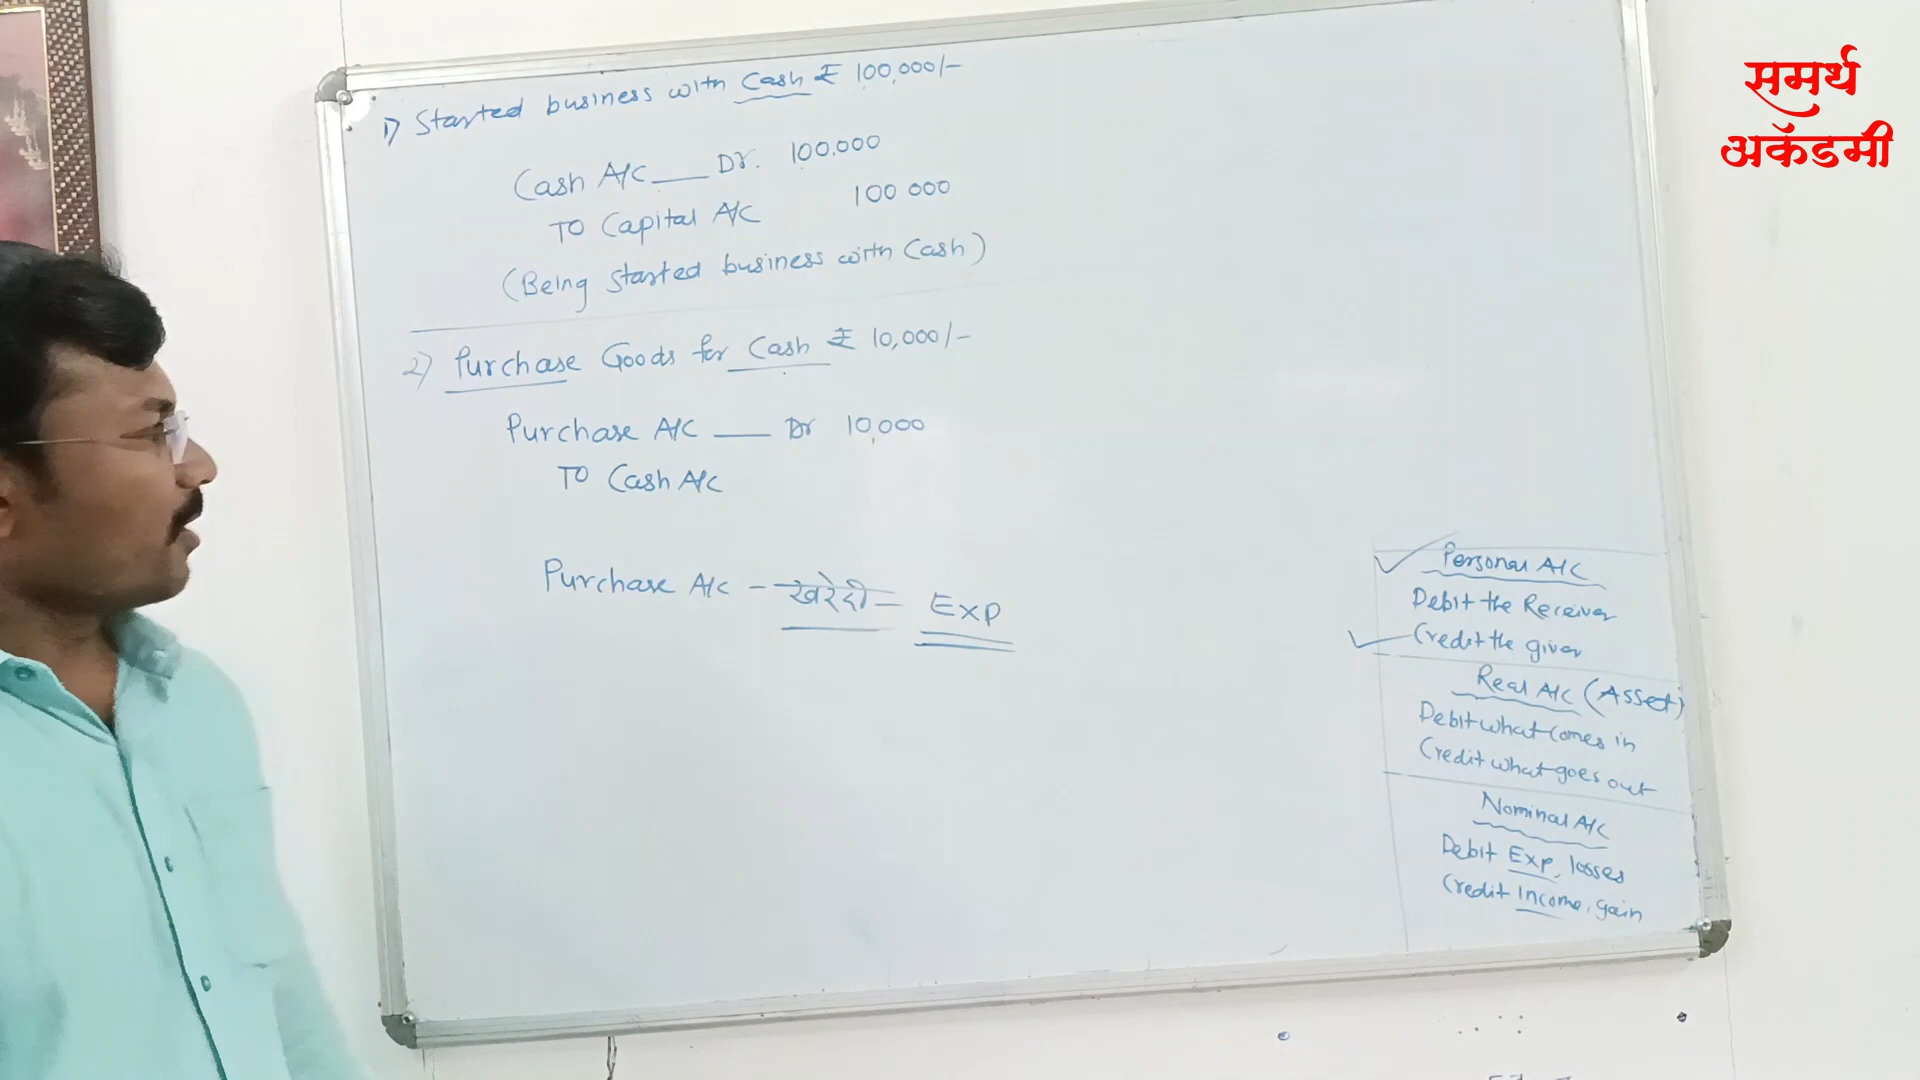 1) Started business with Cash ₹ 100,000/-
Cash A/C ___ Dr. 100.000
TO Capital A/C 100 000
(Being started business with Cash)
2) Purchase Goods for Cash ₹ 10,000/-
Purchase A/C ___ Dr 10,000
TO Cash A/C
Purchase A/C - खरेदी - Exp
Personal A/C
Debit the Receiver
Credit the giver
Real A/C (Asset)
Debit what comes in
Credit what goes out
Nominal A/C
Debit Exp, losses
Credit Income, gain
समर्थ
अकॅडमी